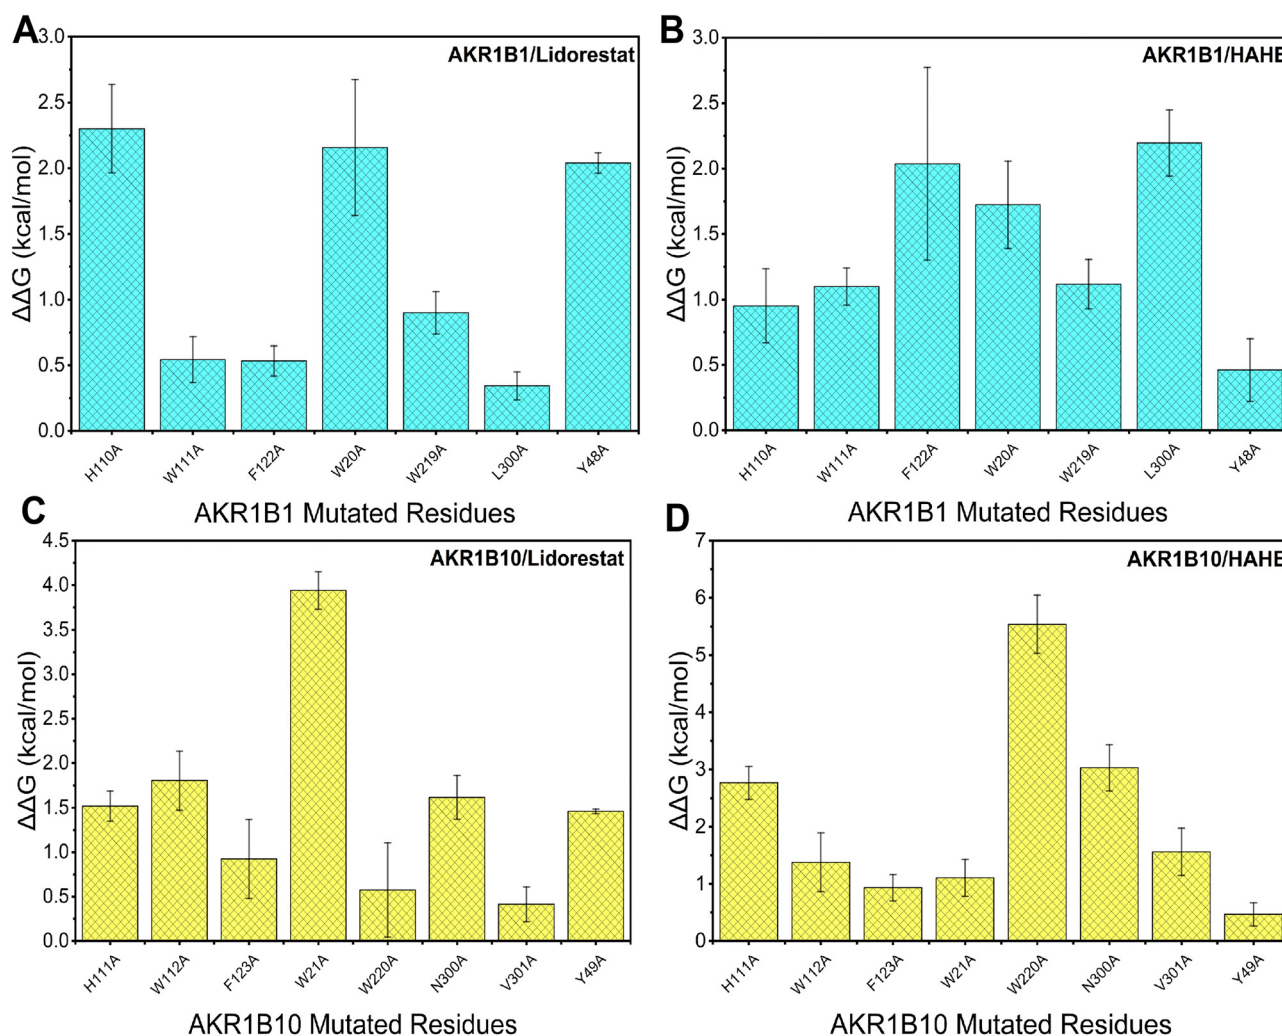 A
AKR1B1/Lidorestat
3.0
2.5
2.0
1.5
1.0
0.5
0.0
ΔΔG (kcal/mol)
H110A
W111A
F122A
W20A
W219A
L300A
Y48A
AKR1B1 Mutated Residues
B
AKR1B1/HAHE
3.0
2.5
2.0
1.5
1.0
0.5
0.0
ΔΔG (kcal/mol)
H110A
W111A
F122A
W20A
W219A
L300A
Y48A
AKR1B1 Mutated Residues
C
AKR1B10/Lidorestat
4.5
4.0
3.5
3.0
2.5
2.0
1.5
1.0
0.5
0.0
ΔΔG (kcal/mol)
H111A
W112A
F123A
W21A
W220A
N300A
V301A
Y49A
AKR1B10 Mutated Residues
D
AKR1B10/HAHE
7
6
5
4
3
2
1
0
ΔΔG (kcal/mol)
H111A
W112A
F123A
W21A
W220A
N300A
V301A
Y49A
AKR1B10 Mutated Residues